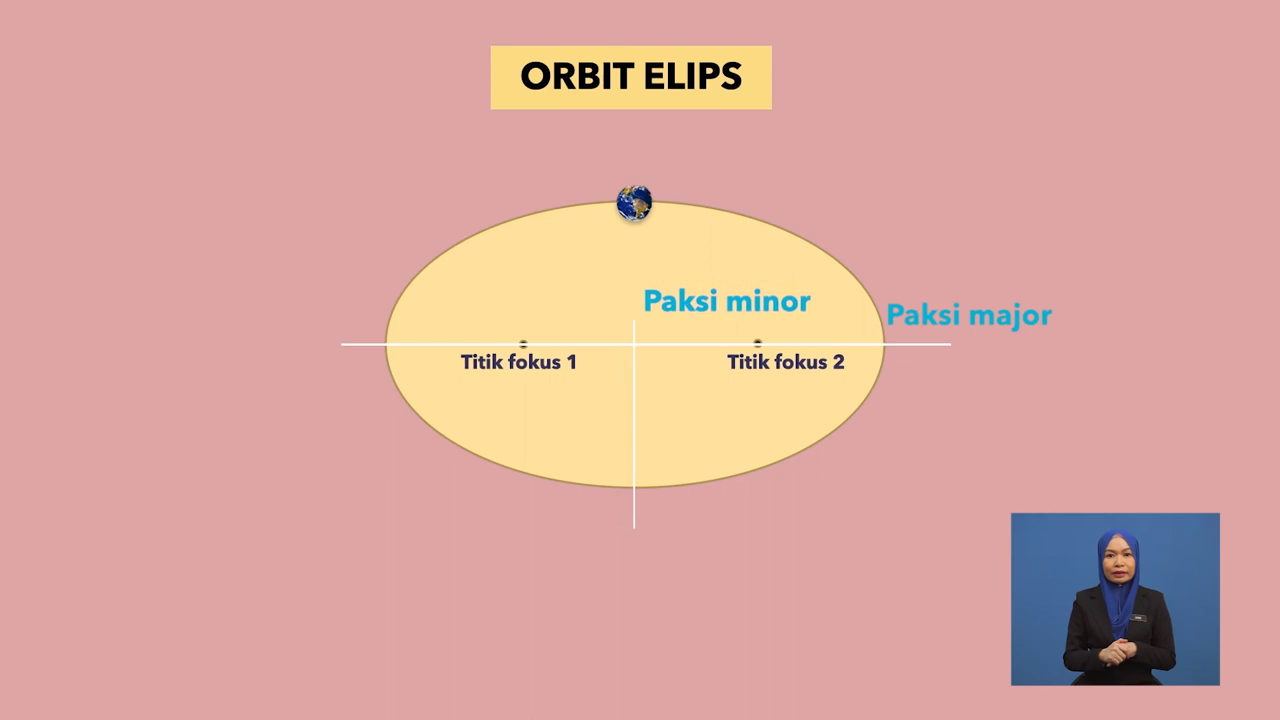 ORBIT ELIPS
Paksi minor
Paksi major
Titik fokus 1
Titik fokus 2